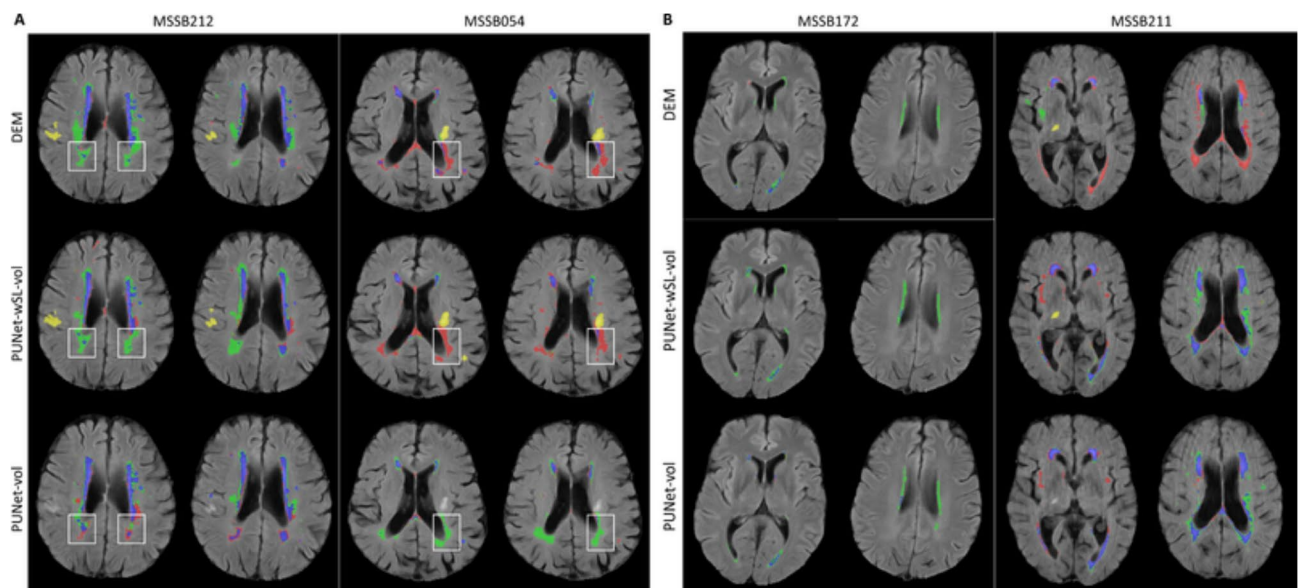 A
MSSB212
MSSB054
B
MSSB172
MSSB211
DEM
DEM
PUNet-wSL-vol
PUNet-wSL-vol
PUNet-vol
PUNet-vol